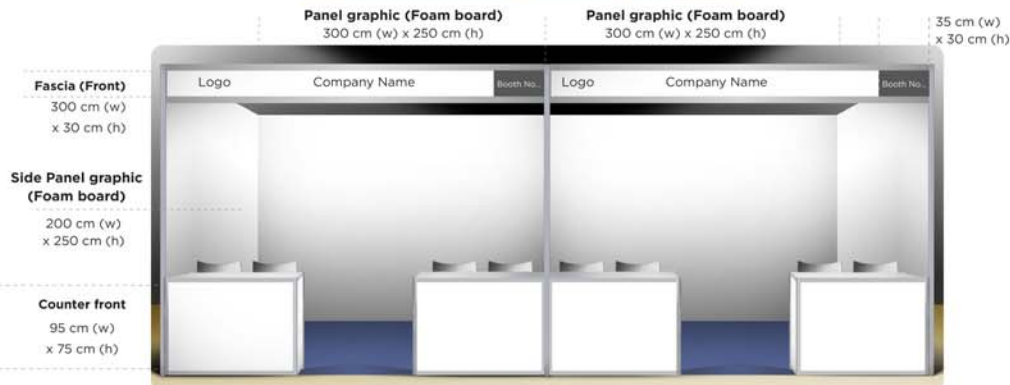 Panel graphic (Foam board)
300 cm (w) x 250 cm (h)
Panel graphic (Foam board)
300 cm (w) x 250 cm (h)
35 cm (w)
x 30 cm (h)
Fascia (Front)
300 cm (w)
x 30 cm (h)
Logo
Company Name
Booth No...
Logo
Company Name
Booth No...
Side Panel graphic
(Foam board)
200 cm (w)
x 250 cm (h)
Counter front
95 cm (w)
x 75 cm (h)